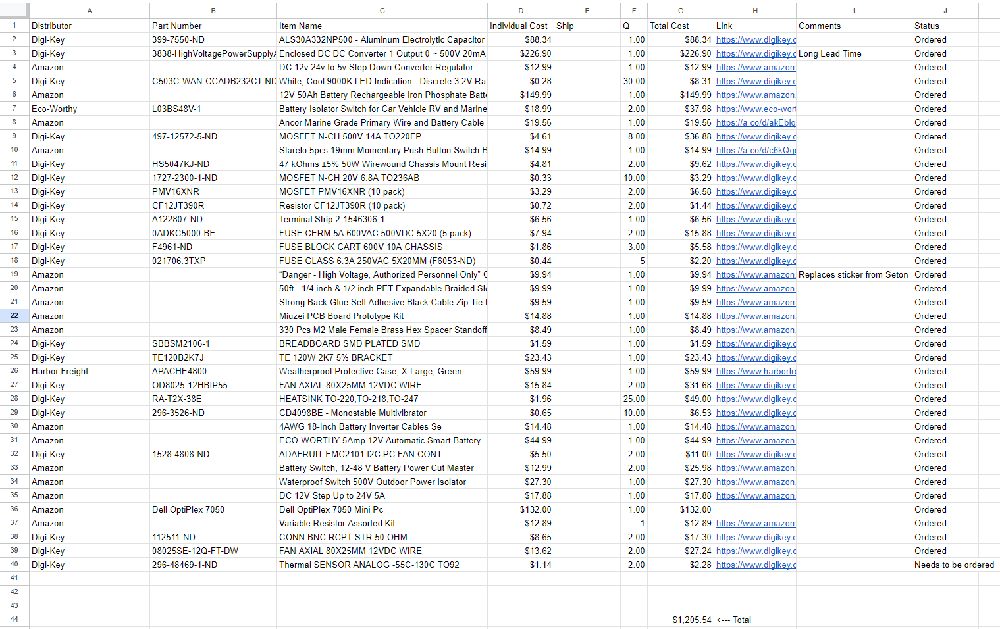 A B C D E F G H I J
1 Distributor Part Number Item Name Individual Cost Ship Q Total Cost Link Comments Status
2 Digi-Key 399-7550-ND ALS30A332NP500 - Aluminum Electrolytic Capacitor $88.34 1.00 $88.34 https://www.digikey.c Ordered
3 Digi-Key 3838-HighVoltagePowerSupplyA Enclosed DC DC Converter 1 Output 0 ~ 500V 20mA $226.90 1.00 $226.90 https://www.digikey.c Long Lead Time Ordered
4 Amazon DC 12v 24v to 5v Step Down Converter Regulator $12.99 1.00 $12.99 https://www.amazon. Ordered
5 Digi-Key C503C-WAN-CCADB232CT-ND White, Cool 9000K LED Indication - Discrete 3.2V Ra $0.28 30.00 $8.31 https://www.digikey.c Ordered
6 Amazon 12V 50Ah Battery Rechargeable Iron Phosphate Batte $149.99 1.00 $149.99 https://www.amazon. Ordered
7 Eco-Worthy L03BS48V-1 Battery Isolator Switch for Car Vehicle RV and Marine $18.99 2.00 $37.98 https://www.eco-wort Ordered
8 Amazon Ancor Marine Grade Primary Wire and Battery Cable - $19.56 1.00 $19.56 https://a.co/d/akEblq Ordered
9 Digi-Key 497-12572-5-ND MOSFET N-CH 500V 14A TO220FP $4.61 8.00 $36.88 https://www.digikey.c Ordered
10 Amazon Starelo 5pcs 19mm Momentary Push Button Switch B $14.99 1.00 $14.99 https://a.co/d/c6kQg Ordered
11 Digi-Key HS5047KJ-ND 47 kOhms ±5% 50W Wirewound Chassis Mount Resi $4.81 2.00 $9.62 https://www.digikey.c Ordered
12 Digi-Key 1727-2300-1-ND MOSFET N-CH 20V 6.8A TO236AB $0.33 10.00 $3.29 https://www.digikey.c Ordered
13 Digi-Key PMV16XNR MOSFET PMV16XNR (10 pack) $3.29 2.00 $6.58 https://www.digikey.c Ordered
14 Digi-Key CF12JT390R Resistor CF12JT390R (10 pack) $0.72 2.00 $1.44 https://www.digikey.c Ordered
15 Digi-Key A122807-ND Terminal Strip 2-1546306-1 $6.56 1.00 $6.56 https://www.digikey.c Ordered
16 Digi-Key 0ADKC5000-BE FUSE CERM 5A 600VAC 500VDC 5X20 (5 pack) $7.94 2.00 $15.88 https://www.digikey.c Ordered
17 Digi-Key F4961-ND FUSE BLOCK CART 600V 10A CHASSIS $1.86 3.00 $5.58 https://www.digikey.c Ordered
18 Digi-Key 021706.3TXP FUSE GLASS 6.3A 250VAC 5X20MM (F6053-ND) $0.44 5 $2.20 https://www.digikey.c Ordered
19 Amazon “Danger - High Voltage, Authorized Personnel Only” C $9.94 1.00 $9.94 https://www.amazon. Replaces sticker from Seton Ordered
20 Amazon 50ft - 1/4 inch & 1/2 inch PET Expandable Braided Sle $9.99 1.00 $9.99 https://www.amazon. Ordered
21 Amazon Strong Back-Glue Self Adhesive Black Cable Zip Tie M $9.59 1.00 $9.59 https://www.amazon. Ordered
22 Amazon Miuzei PCB Board Prototype Kit $14.88 1.00 $14.88 https://www.amazon. Ordered
23 Amazon 330 Pcs M2 Male Female Brass Hex Spacer Standoff $8.49 1.00 $8.49 https://www.amazon. Ordered
24 Digi-Key SBBSM2106-1 BREADBOARD SMD PLATED SMD $1.59 1.00 $1.59 https://www.digikey.c Ordered
25 Digi-Key TE120B2K7J TE 120W 2K7 5% BRACKET $23.43 1.00 $23.43 https://www.digikey.c Ordered
26 Harbor Freight APACHE4800 Weatherproof Protective Case, X-Large, Green $59.99 1.00 $59.99 https://www.harborfre Ordered
27 Digi-Key OD8025-12HBIP55 FAN AXIAL 80X25MM 12VDC WIRE $15.84 2.00 $31.68 https://www.digikey.c Ordered
28 Digi-Key RA-T2X-38E HEATSINK TO-220,TO-218,TO-247 $1.96 25.00 $49.00 https://www.digikey.c Ordered
29 Digi-Key 296-3526-ND CD4098BE - Monostable Multivibrator $0.65 10.00 $6.53 https://www.digikey.c Ordered
30 Amazon 4AWG 18-Inch Battery Inverter Cables Se $14.48 1.00 $14.48 https://www.amazon. Ordered
31 Amazon ECO-WORTHY 5Amp 12V Automatic Smart Battery $44.99 1.00 $44.99 https://www.amazon. Ordered
32 Digi-Key 1528-4808-ND ADAFRUIT EMC2101 I2C PC FAN CONT $5.50 2.00 $11.00 https://www.digikey.c Ordered
33 Amazon Battery Switch, 12-48 V Battery Power Cut Master $12.99 2.00 $25.98 https://www.amazon. Ordered
34 Amazon Waterproof Switch 500V Outdoor Power Isolator $27.30 1.00 $27.30 https://www.amazon. Ordered
35 Amazon DC 12V Step Up to 24V 5A $17.88 1.00 $17.88 https://www.amazon. Ordered
36 Amazon Dell OptiPlex 7050 Dell OptiPlex 7050 Mini Pc $132.00 1.00 $132.00 Ordered
37 Amazon Variable Resistor Assorted Kit $12.89 1 $12.89 https://www.amazon. Ordered
38 Digi-Key 112511-ND CONN BNC RCPT STR 50 OHM $8.65 2.00 $17.30 https://www.digikey.c Ordered
39 Digi-Key 08025SE-12Q-FT-DW FAN AXIAL 80X25MM 12VDC WIRE $13.62 2.00 $27.24 https://www.digikey.c Ordered
40 Digi-Key 296-48469-1-ND Thermal SENSOR ANALOG -55C-130C TO92 $1.14 2.00 $2.28 https://www.digikey.c Needs to be ordered
41
42
43
44 $1,205.54 <--- Total